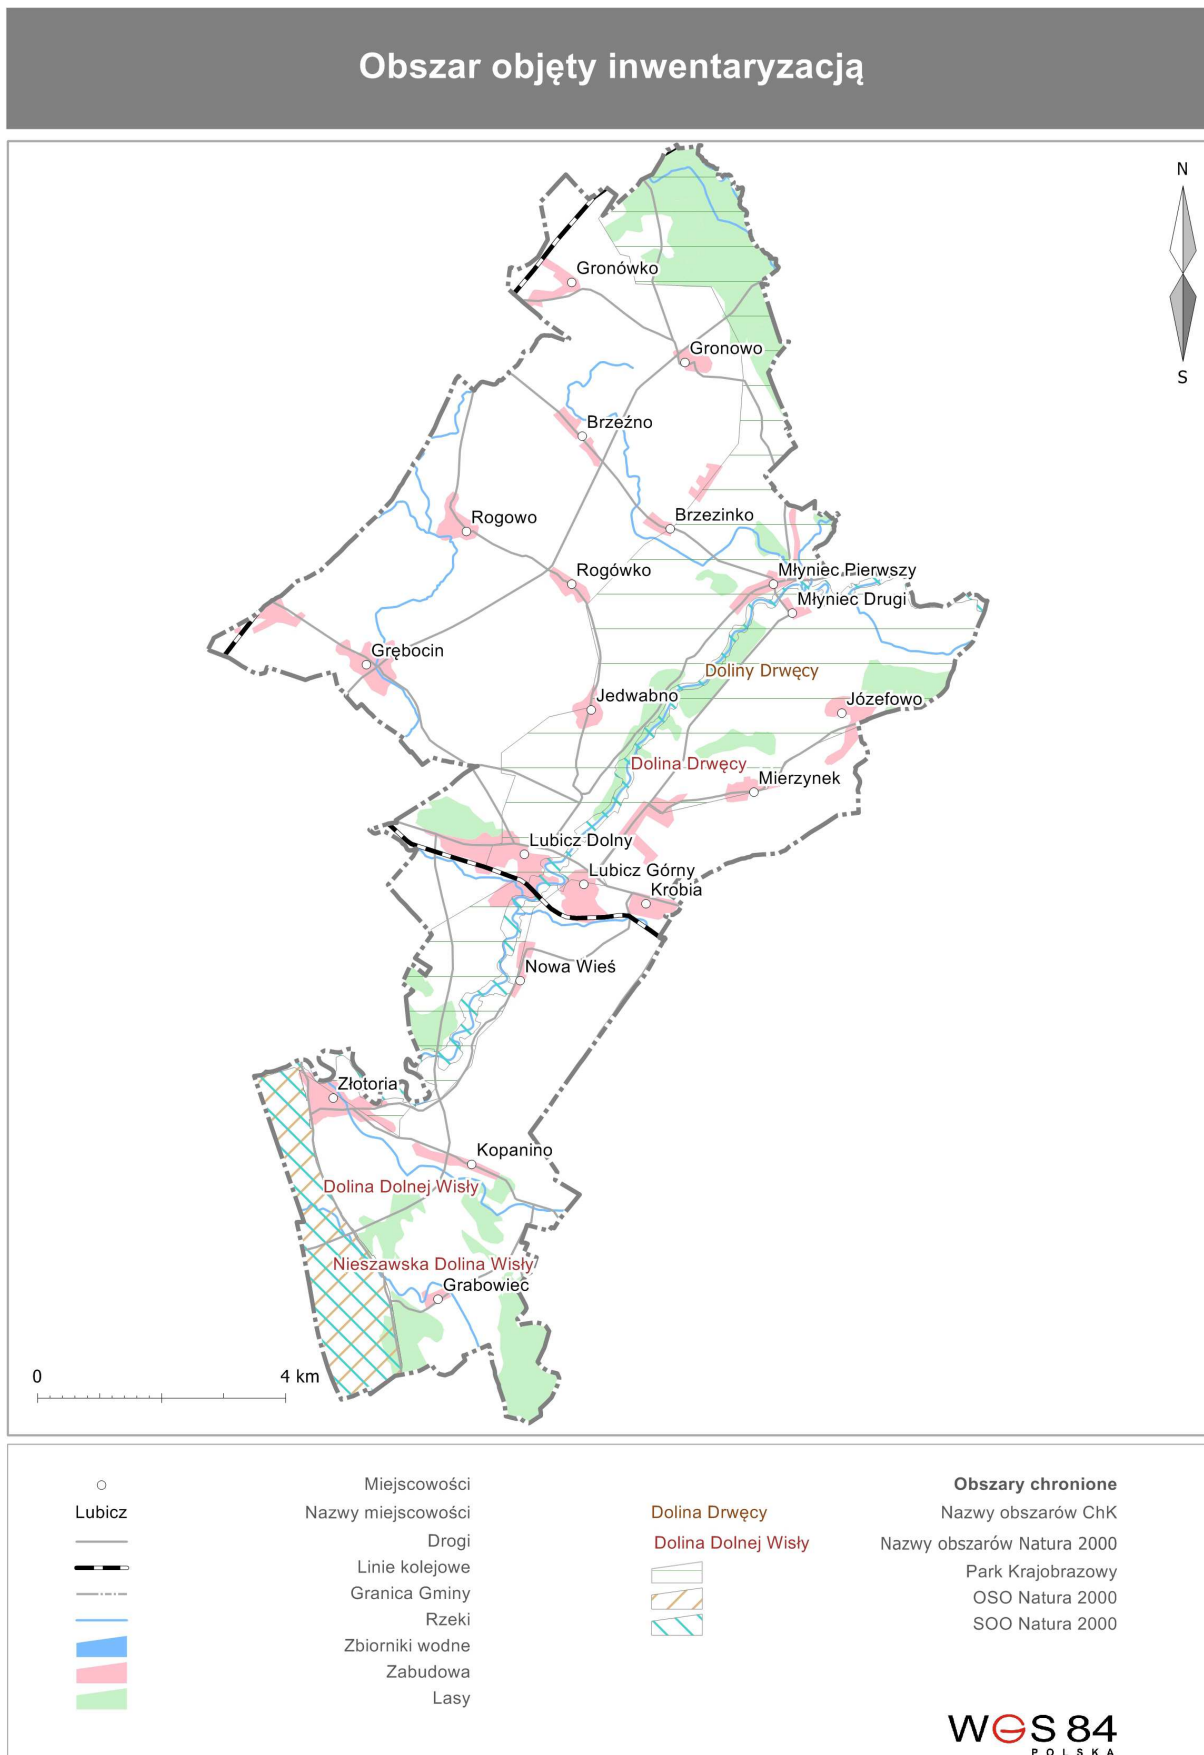 Obszar objęty inwentaryzacją
N
S
Gronówko
Gronowo
Brzeźno
Rogowo
Brzezinko
Rogówko
Młyniec Pierwszy
Młyniec Drugi
Grębocin
Doliny Drwęcy
Jedwabno
Józefowo
Dolina Drwęcy
Mierzynek
Lubicz Dolny
Lubicz Górny
Krobia
Nowa Wieś
Złotoria
Kopanino
Dolina Dolnej Wisły
Nieszawska Dolina Wisły
Grabowiec
0 4 km
Miejscowości
Lubicz Nazwy miejscowości
Drogi
Linie kolejowe
Granica Gminy
Rzeki
Zbiorniki wodne
Zabudowa
Lasy
Obszary chronione
Dolina Drwęcy Nazwy obszarów ChK
Dolina Dolnej Wisły Nazwy obszarów Natura 2000
Park Krajobrazowy
OSO Natura 2000
SOO Natura 2000
WGS 84
POLSKA